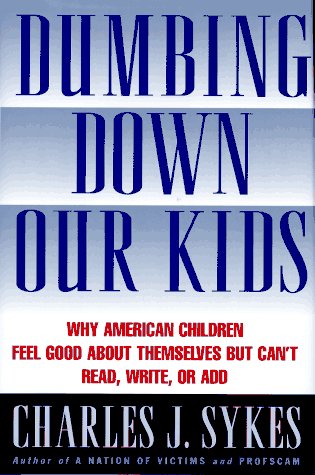 DUMBING
DOWN
OUR KIDS
WHY AMERICAN CHILDREN
FEEL GOOD ABOUT THEMSELVES BUT CAN'T
READ, WRITE, OR ADD
CHARLES J. SYKES
Author of A NATION OF VICTIMS and PROFSCAM